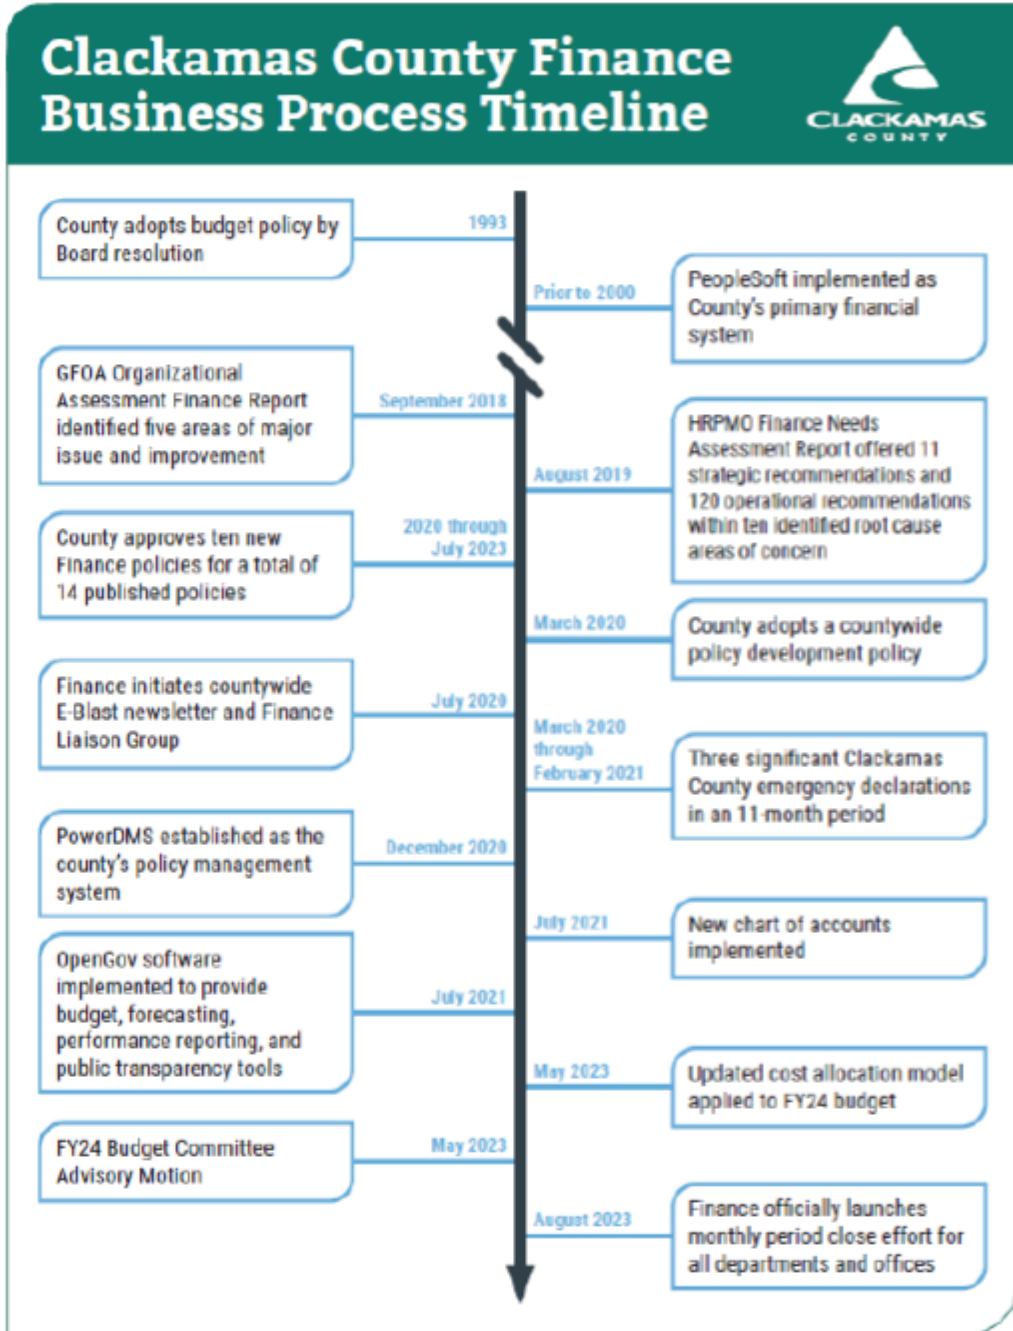 Clackamas County Finance
Business Process Timeline
CLACKAMAS
COUNTY
1993
County adopts budget policy by
Board resolution
Prior to 2000
PeopleSoft implemented as
County's primary financial
system
September 2018
GFOA Organizational
Assessment Finance Report
identified five areas of major
issue and improvement
August 2019
HRPMO Finance Needs
Assessment Report offered 11
strategic recommendations and
120 operational recommendations
within ten identified root cause
areas of concern
2020 through
July 2023
County approves ten new
Finance policies for a total of
14 published policies
March 2020
County adopts a countywide
policy development policy
July 2020
Finance initiates countywide
E-Blast newsletter and Finance
Liaison Group
March 2020
through
February 2021
Three significant Clackamas
County emergency declarations
in an 11-month period
December 2020
PowerDMS established as the
county's policy management
system
July 2021
New chart of accounts
implemented
July 2021
OpenGov software
implemented to provide
budget, forecasting,
performance reporting, and
public transparency tools
May 2023
Updated cost allocation model
applied to FY24 budget
May 2023
FY24 Budget Committee
Advisory Motion
August 2023
Finance officially launches
monthly period close effort for
all departments and offices